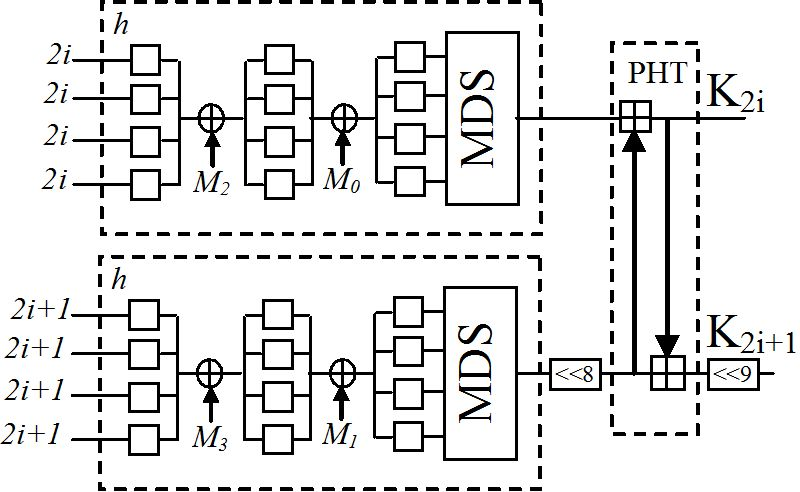 h
2i
2i
2i
2i
M2
M0
MDS
PHT
K2i
h
2i+1
2i+1
2i+1
2i+1
M3
M1
MDS
<<8
K2i+1
<<9